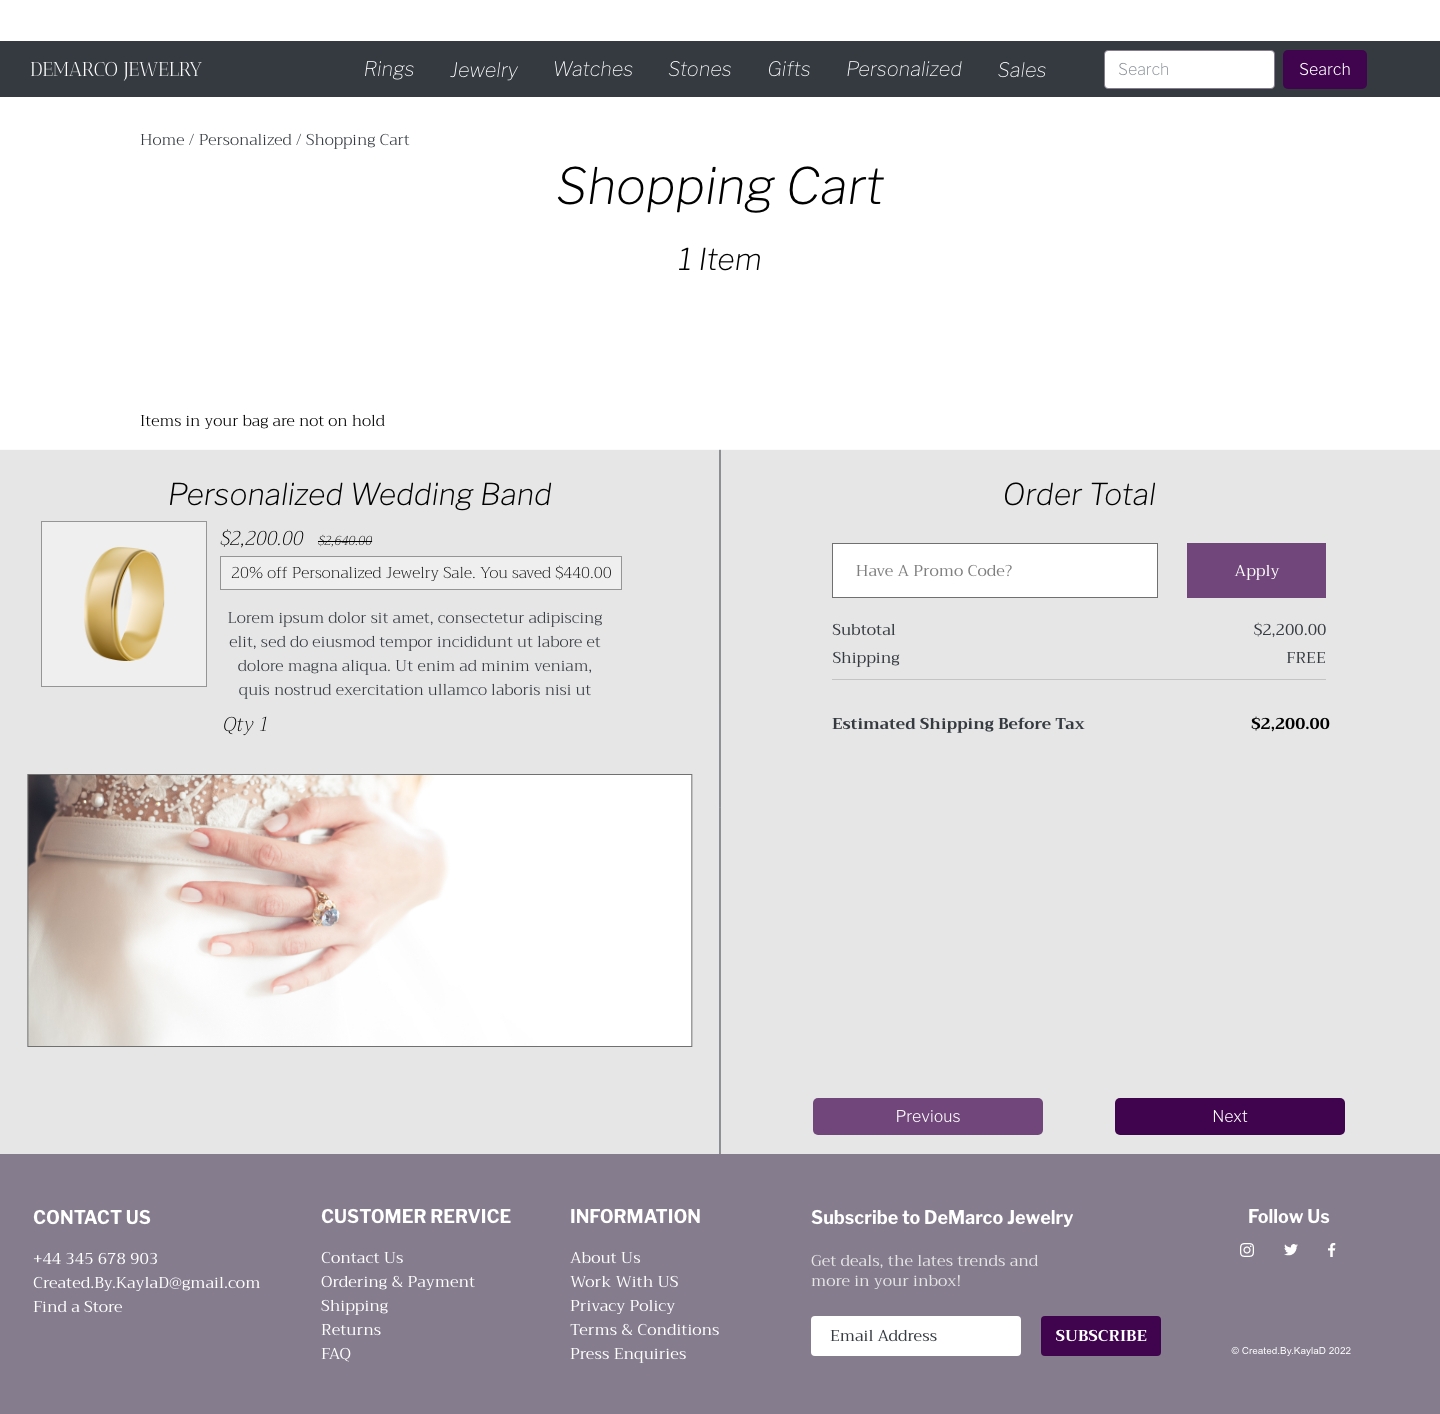 DEMARCO JEWELRY
Rings Jewelry Watches Stones Gifts Personalized Sales
Search
Search
Home / Personalized / Shopping Cart
Shopping Cart
1 Item
Items in your bag are not on hold
Personalized Wedding Band
$2,200.00 $2,640.00
20% off Personalized Jewelry Sale. You saved $440.00
Lorem ipsum dolor sit amet, consectetur adipiscing
elit, sed do eiusmod tempor incididunt ut labore et
dolore magna aliqua. Ut enim ad minim veniam,
quis nostrud exercitation ullamco laboris nisi ut
Qty 1
Order Total
Have A Promo Code?
Apply
Subtotal $2,200.00
Shipping FREE
Estimated Shipping Before Tax $2,200.00
Previous
Next
CONTACT US
+44 345 678 903
Created.By.KaylaD@gmail.com
Find a Store
CUSTOMER RERVICE
Contact Us
Ordering & Payment
Shipping
Returns
FAQ
INFORMATION
About Us
Work With US
Privacy Policy
Terms & Conditions
Press Enquiries
Subscribe to DeMarco Jewelry
Get deals, the lates trends and
more in your inbox!
Email Address
SUBSCRIBE
Follow Us
© Created.By.KaylaD 2022